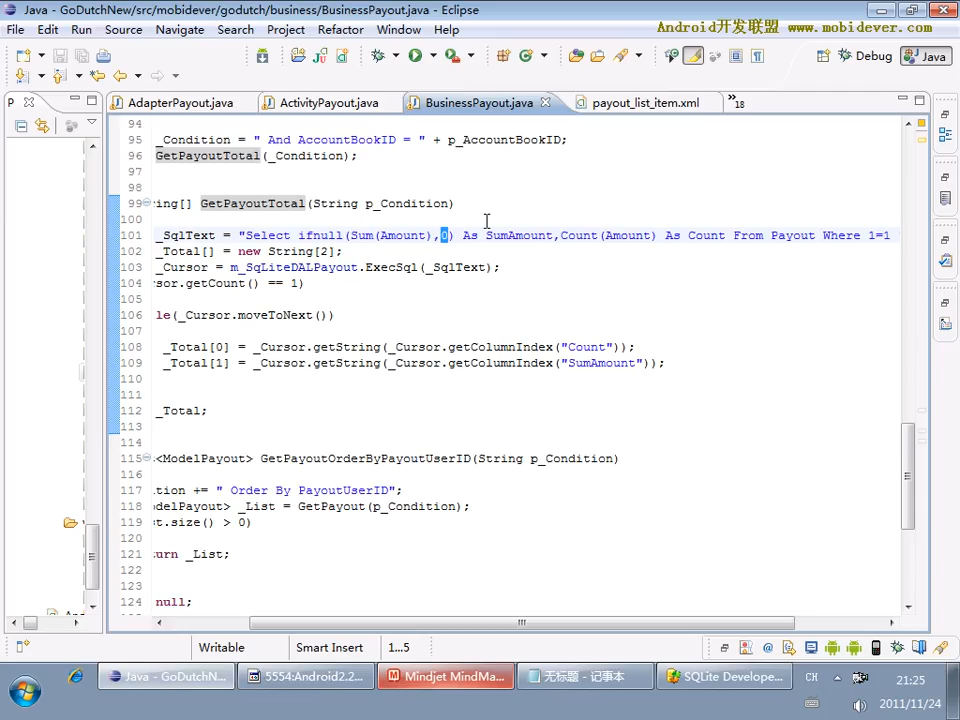 Java - GoDutchNew/src/mobidever/godutch/business/BusinessPayout.java - Eclipse
File Edit Run Source Navigate Search Project Refactor Window Help
Android开发联盟 www.mobidever.com
Debug Java
P AdapterPayout.java ActivityPayout.java BusinessPayout.java payout_list_item.xml »18
94
95 _Condition = " And AccountBookID = " + p_AccountBookID;
96 GetPayoutTotal(_Condition);
97
98
99 ing[] GetPayoutTotal(String p_Condition)
100
101 _SqlText = "Select ifnull(Sum(Amount),0) As SumAmount,Count(Amount) As Count From Payout Where 1=1
102 _Total[] = new String[2];
103 _Cursor = m_SqLiteDALPayout.ExecSql(_SqlText);
104 rsor.getCount() == 1)
105
106 le(_Cursor.moveToNext())
107
108 _Total[0] = _Cursor.getString(_Cursor.getColumnIndex("Count"));
109 _Total[1] = _Cursor.getString(_Cursor.getColumnIndex("SumAmount"));
110
111
112 _Total;
113
114
115 <ModelPayout> GetPayoutOrderByPayoutUserID(String p_Condition)
116
117 ition += " Order By PayoutUserID";
118 odelPayout> _List = GetPayout(p_Condition);
119 st.size() > 0)
120
121 turn _List;
122
123
124 null;
Writable Smart Insert 1...5
Java - GoDutchN... 5554:Android2.2... Mindjet MindMa... 无标题 - 记事本 SQLite Develope... CH 21:25
2011/11/24